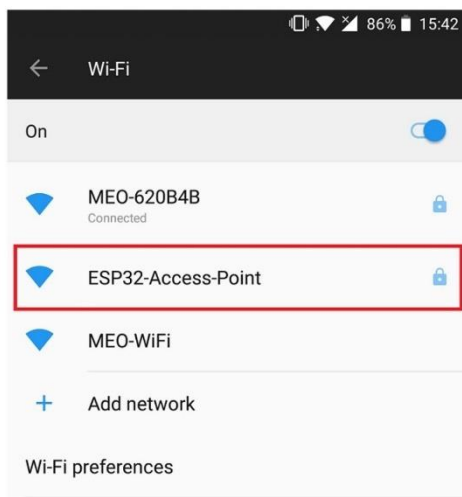 86% 15:42
Wi-Fi
On
MEO-620B4B
Connected
ESP32-Access-Point
MEO-WiFi
Add network
Wi-Fi preferences